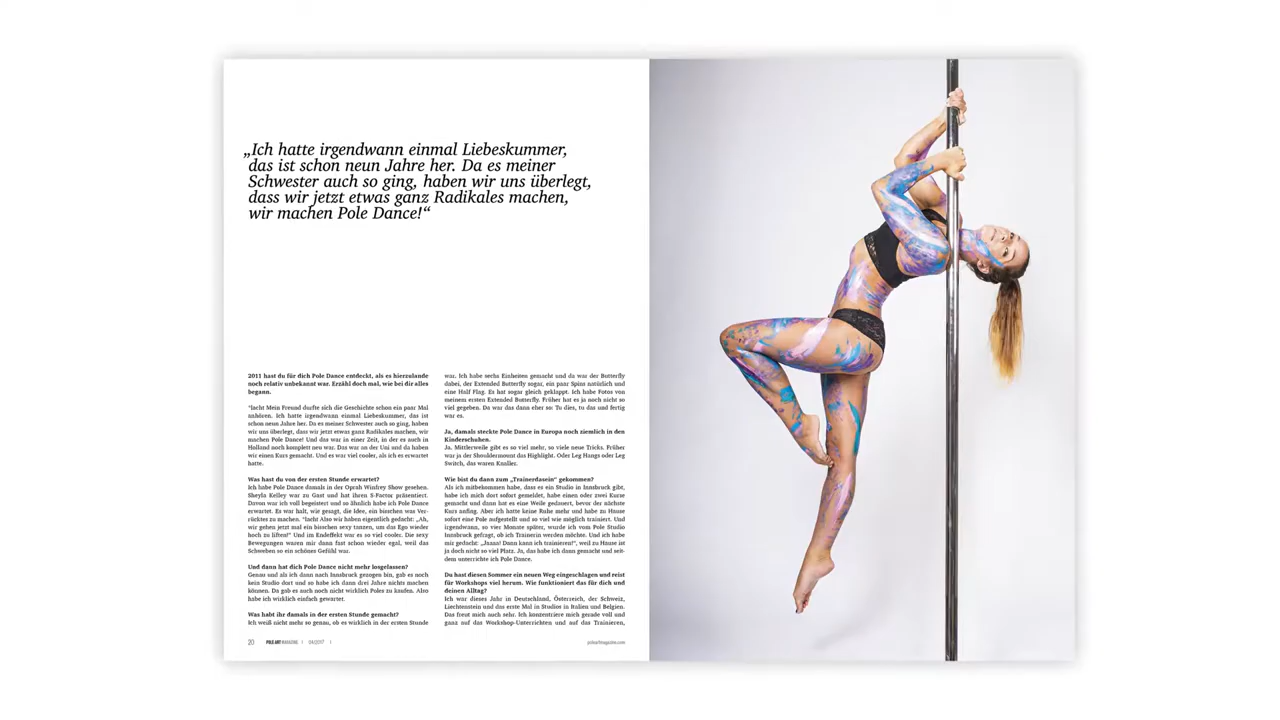 „Ich hatte irgendwann einmal Liebeskummer,
das ist schon neun Jahre her. Da es meiner
Schwester auch so ging, haben wir uns überlegt,
dass wir jetzt etwas ganz Radikales machen,
wir machen Pole Dance!“
2011 hast du für dich Pole Dance entdeckt, als es hierzulande
noch relativ unbekannt war. Erzähl doch mal, wie bei dir alles
begann.
*lacht Mein Freund durfte sich die Geschichte schon ein paar Mal
anhören. Ich hatte irgendwann einmal Liebeskummer, das ist
schon neun Jahre her. Da es meiner Schwester auch so ging, haben
wir uns überlegt, dass wir jetzt etwas ganz Radikales machen, wir
machen Pole Dance! Und das war in einer Zeit, in der es auch in
Holland noch komplett neu war. Das war an der Uni und da haben
wir einen Kurs gemacht. Und es war viel cooler, als ich es erwartet
hatte.
Was hast du von der ersten Stunde erwartet?
Ich habe Pole Dance damals in der Oprah Winfrey Show gesehen.
Sheyla Kelley war zu Gast und hat ihren S-Factor präsentiert.
Davon war ich voll begeistert und so ähnlich habe ich Pole Dance
erwartet. Es war halt, wie gesagt, die Idee, ein bisschen was Ver-
rücktes zu machen. *lacht Also wir haben eigentlich gedacht: „Ah,
wir gehen jetzt mal ein bisschen sexy tanzen, um das Ego wieder
hoch zu liften!“ Und im Endeffekt war es so viel cooler. Die sexy
Bewegungen waren mir dann fast schon wieder egal, weil das
Schweben so ein schönes Gefühl war.
Und dann hat dich Pole Dance nicht mehr losgelassen?
Genau und als ich dann nach Innsbruck gezogen bin, gab es noch
kein Studio dort und so habe ich dann drei Jahre nichts machen
können. Da gab es auch noch nicht wirklich Poles zu kaufen. Also
habe ich wirklich einfach gewartet.
Was habt ihr damals in der ersten Stunde gemacht?
Ich weiß nicht mehr so genau, ob es wirklich in der ersten Stunde
war. Ich habe sechs Einheiten gemacht und da war der Butterfly
dabei, der Extended Butterfly sogar, ein paar Spins natürlich und
eine Half Flag. Es hat sogar gleich geklappt. Ich habe Fotos von
meinem ersten Extended Butterfly. Früher hat es ja noch nicht so
viel gegeben. Da war das dann eher so: Tu dies, tu das und fertig
war es.
Ja, damals steckte Pole Dance in Europa noch ziemlich in den
Kinderschuhen.
Ja. Mittlerweile gibt es so viel mehr, so viele neue Tricks. Früher
war ja der Shouldermount das Highlight. Oder Leg Hangs oder Leg
Switch, das waren Knaller.
Wie bist du dann zum „Trainerdasein“ gekommen?
Als ich mitbekommen habe, dass es ein Studio in Innsbruck gibt,
habe ich mich dort sofort gemeldet, habe einen oder zwei Kurse
gemacht und dann hat es eine Weile gedauert, bevor der nächste
Kurs anfing. Aber ich hatte keine Ruhe mehr und habe zu Hause
sofort eine Pole aufgestellt und so viel wie möglich trainiert. Und
irgendwann, so vier Monate später, wurde ich vom Pole Studio
Innsbruck gefragt, ob ich Trainerin werden möchte. Und ich habe
mir gedacht: „Jaaaa! Dann kann ich trainieren!“, weil zu Hause ist
ja doch nicht so viel Platz. Ja, das habe ich dann gemacht und seit-
dem unterrichte ich Pole Dance.
Du hast diesen Sommer ein neuen Weg eingeschlagen und reist
für Workshops viel herum. Wie funktioniert das für dich und
deinen Alltag?
Ich war dieses Jahr in Deutschland, Österreich, der Schweiz,
Liechtenstein und das erste Mal in Studios in Italien und Belgien.
Das freut mich auch sehr. Ich konzentriere mich gerade voll und
ganz auf das Workshop-Unterrichten und auf das Trainieren,
20 POLE ART MAGAZINE | 04/2017 |
poleartmagazine.com